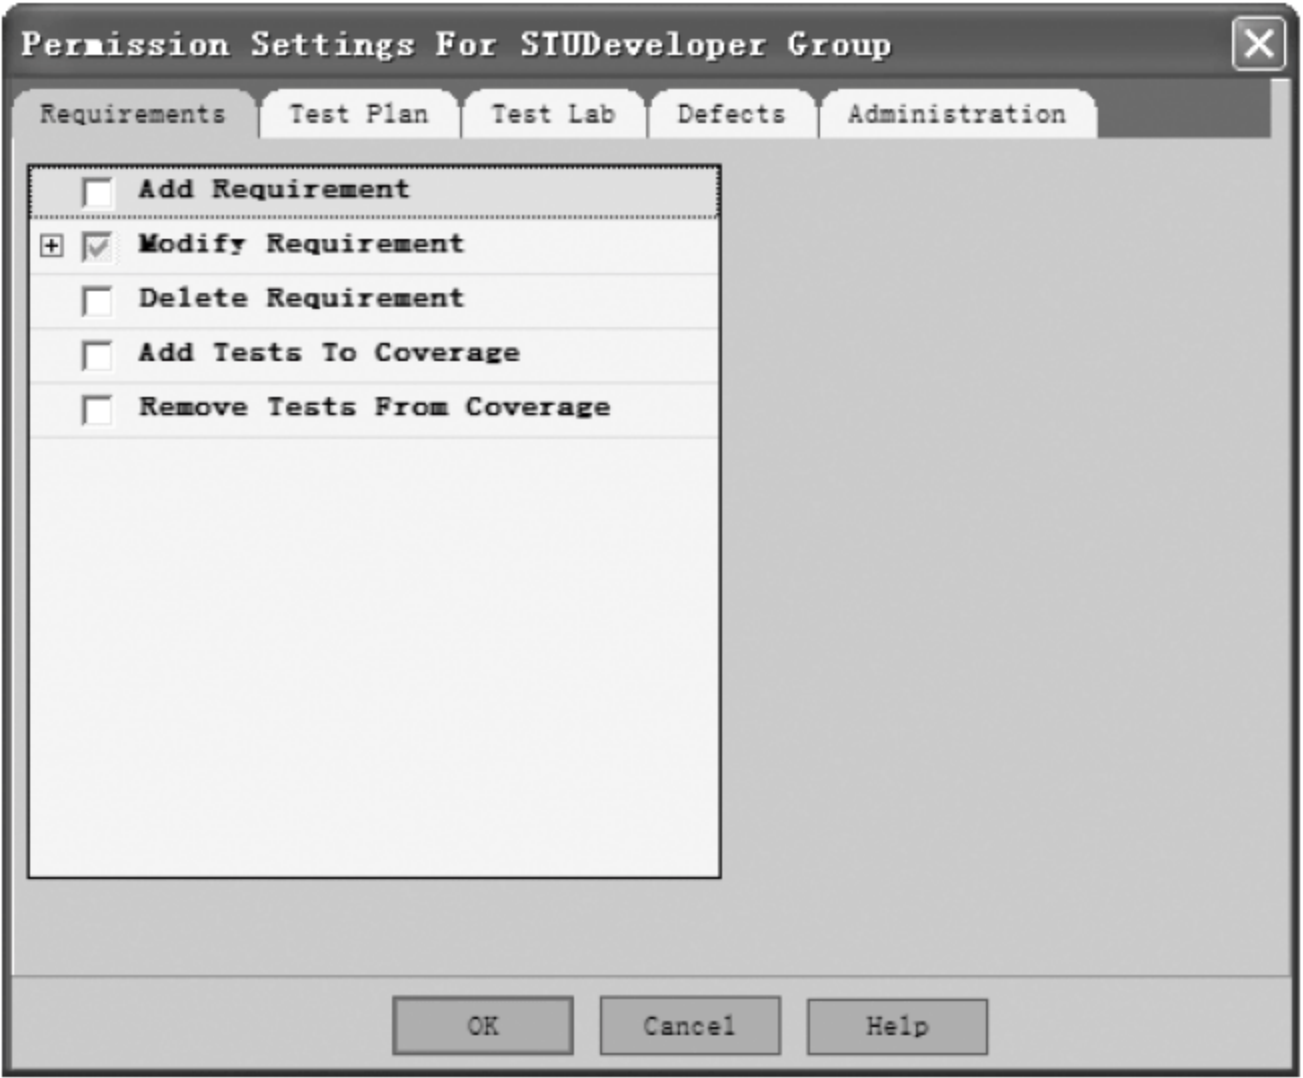 Permission Settings For STUDeveloper Group
Requirements Test Plan Test Lab Defects Administration
Add Requirement
Modify Requirement
Delete Requirement
Add Tests To Coverage
Remove Tests From Coverage
OK Cancel Help